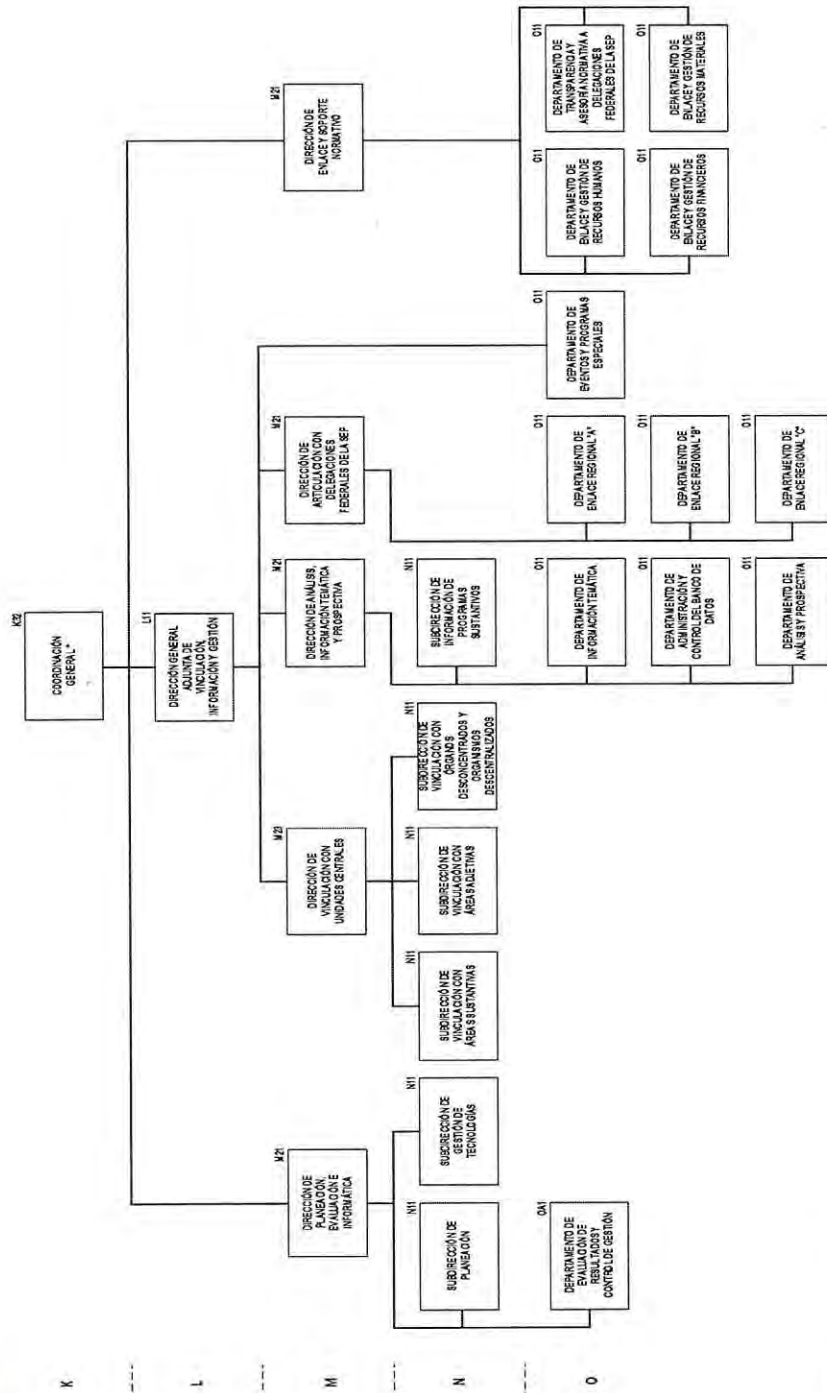 K
K32
COORDINACIÓN
GENERAL*
L
L11
DIRECCIÓN GENERAL
ADJUNTA DE
VINCULACIÓN,
INFORMACIÓN Y GESTIÓN
M
M21
DIRECCIÓN DE
PLANEACIÓN,
EVALUACIÓN E
INFORMÁTICA
M23
DIRECCIÓN DE
VINCULACIÓN CON
UNIDADES CENTRALES
M21
DIRECCIÓN DE ANÁLISIS,
INFORMACIÓN TEMÁTICA
Y PROSPECTIVA
M21
DIRECCIÓN DE
ARTICULACIÓN CON
DELEGACIONES
FEDERALES DE LA SEP
M21
DIRECCIÓN DE
ENLACE Y SOPORTE
NORMATIVO
N
N11
SUBDIRECCIÓN DE
PLANEACIÓN
N11
SUBDIRECCIÓN DE
GESTIÓN DE
TECNOLOGÍAS
N11
SUBDIRECCIÓN DE
VINCULACIÓN CON
ÁREAS SUSTANTIVAS
N11
SUBDIRECCIÓN DE
VINCULACIÓN CON
ÁREAS ADJETIVAS
N11
SUBDIRECCIÓN DE
VINCULACIÓN CON
ÓRGANOS
DESCONCENTRADOS Y
ORGANISMOS
DESCENTRALIZADOS
N11
SUBDIRECCIÓN DE
INFORMACIÓN DE
PROGRAMAS
SUSTANTIVOS
O
OA1
DEPARTAMENTO DE
EVALUACIÓN DE
RESULTADOS Y
CONTROL DE GESTIÓN
O11
DEPARTAMENTO DE
INFORMACIÓN TEMÁTICA
O11
DEPARTAMENTO DE
ADMINISTRACIÓN Y
CONTROL DEL BANCO DE
DATOS
O11
DEPARTAMENTO DE
ANÁLISIS Y PROSPECTIVA
O11
DEPARTAMENTO DE
ENLACE REGIONAL "A"
O11
DEPARTAMENTO DE
ENLACE REGIONAL "B"
O11
DEPARTAMENTO DE
ENLACE REGIONAL "C"
O11
DEPARTAMENTO DE
EVENTOS Y PROGRAMAS
ESPECIALES
O11
DEPARTAMENTO DE
ENLACE Y GESTIÓN DE
RECURSOS HUMANOS
O11
DEPARTAMENTO DE
TRANSPARENCIA Y
ASESORÍA NORMATIVA A
DELEGACIONES
FEDERALES DE LA SEP
O11
DEPARTAMENTO DE
ENLACE Y GESTIÓN DE
RECURSOS FINANCIEROS
O11
DEPARTAMENTO DE
ENLACE Y GESTIÓN DE
RECURSOS MATERIALES